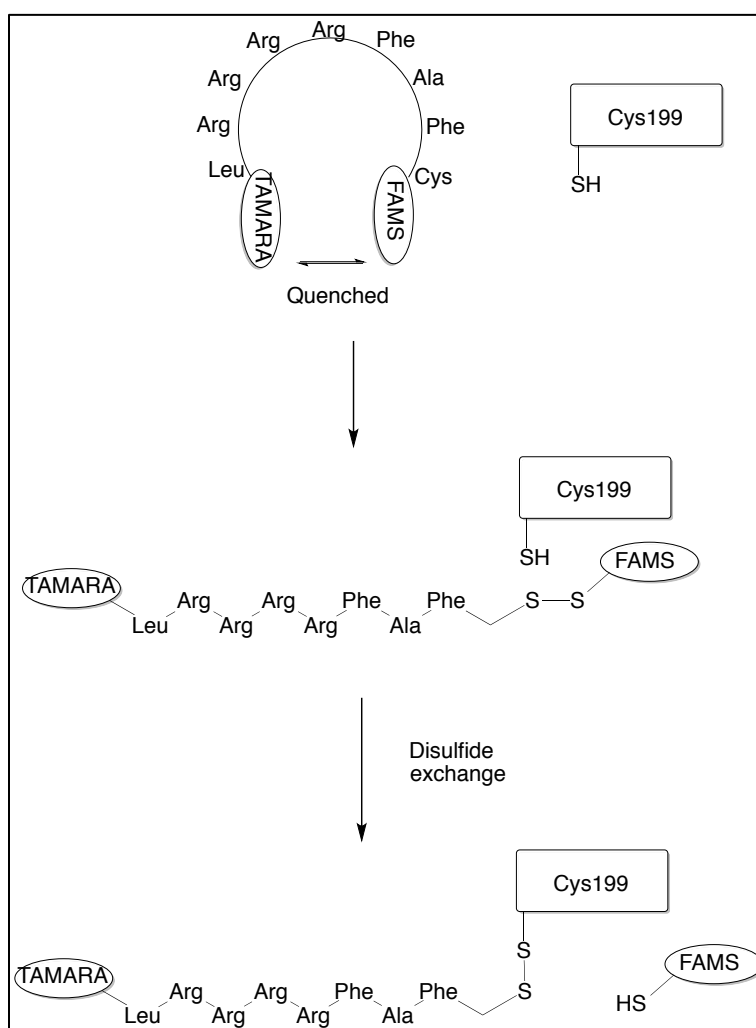 Arg
Arg
Phe
Arg
Ala
Arg
Phe
Leu
Cys
TAMARA
FAMS
Quenched
Cys199
SH
Cys199
SH
FAMS
TAMARA
Arg
Arg
Phe
Phe
S
S
Leu
Arg
Arg
Ala
Disulfide
exchange
Cys199
S
S
TAMARA
FAMS
Arg
Arg
Phe
Phe
HS
Leu
Arg
Arg
Ala